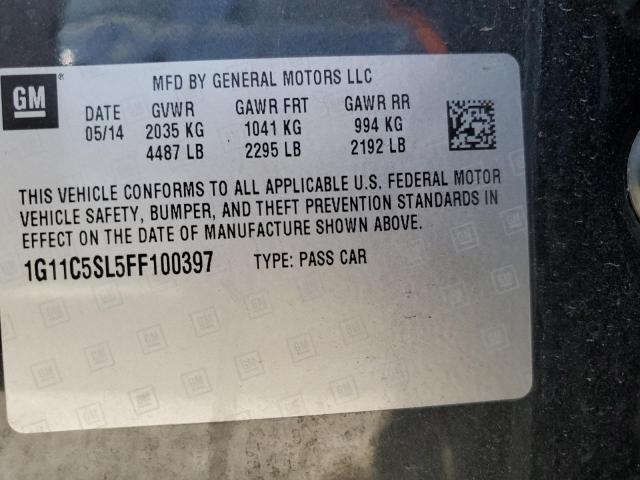 GM ®
MFD BY GENERAL MOTORS LLC
DATE GVWR GAWR FRT GAWR RR
05/14 2035 KG 1041 KG 994 KG
4487 LB 2295 LB 2192 LB
THIS VEHICLE CONFORMS TO ALL APPLICABLE U.S. FEDERAL MOTOR
VEHICLE SAFETY, BUMPER, AND THEFT PREVENTION STANDARDS IN
EFFECT ON THE DATE OF MANUFACTURE SHOWN ABOVE.
1G11C5SL5FF100397 TYPE: PASS CAR